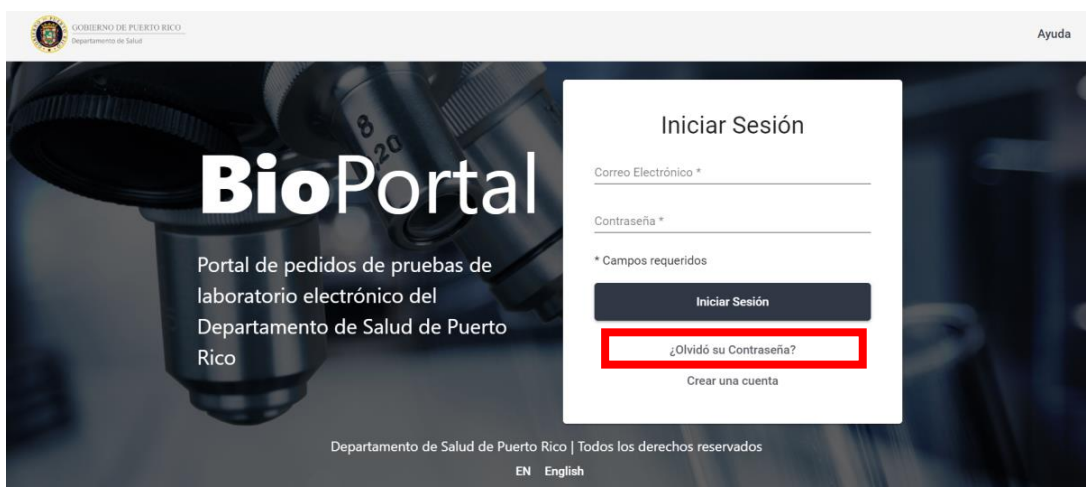 GOBIERNO DE PUERTO RICO
Departamento de Salud
Ayuda
8
20
BioPortal
Portal de pedidos de pruebas de
laboratorio electrónico del
Departamento de Salud de Puerto
Rico
Iniciar Sesión
Correo Electrónico *
Contraseña *
* Campos requeridos
Iniciar Sesión
¿Olvidó su Contraseña?
Crear una cuenta
Departamento de Salud de Puerto Rico | Todos los derechos reservados
EN English